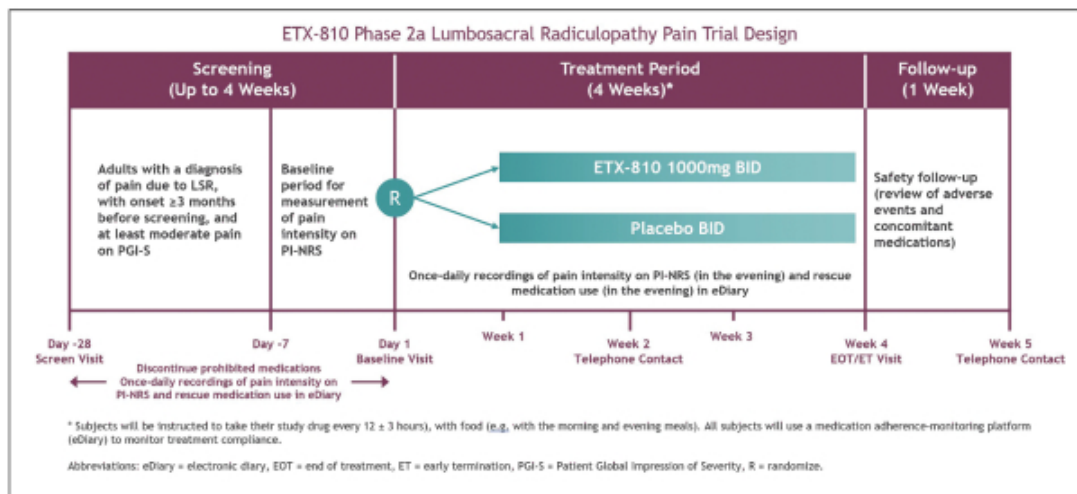 ETX-810 Phase 2a Lumbosacral Radiculopathy Pain Trial Design
Screening
(Up to 4 Weeks)
Treatment Period
(4 Weeks)*
Follow-up
(1 Week)
Adults with a diagnosis
of pain due to LSR,
with onset ≥3 months
before screening, and
at least moderate pain
on PGI-S
Baseline
period for
measurement
of pain
intensity on
PI-NRS
R
ETX-810 1000mg BID
Placebo BID
Safety follow-up
(review of adverse
events and
concomitant
medications)
Once-daily recordings of pain intensity on PI-NRS (in the evening) and rescue
medication use (in the evening) in eDiary
Day -28
Screen Visit
Day -7
Day 1
Baseline Visit
Week 1
Week 2
Telephone Contact
Week 3
Week 4
EOT/ET Visit
Week 5
Telephone Contact
Discontinue prohibited medications
Once-daily recordings of pain intensity on
PI-NRS and rescue medication use in eDiary
* Subjects will be instructed to take their study drug every 12 ± 3 hours), with food (e.g, with the morning and evening meals). All subjects will use a medication adherence-monitoring platform
(eDiary) to monitor treatment compliance.
Abbreviations: eDiary = electronic diary, EOT = end of treatment, ET = early termination, PGI-S = Patient Global Impression of Severity, R = randomize.